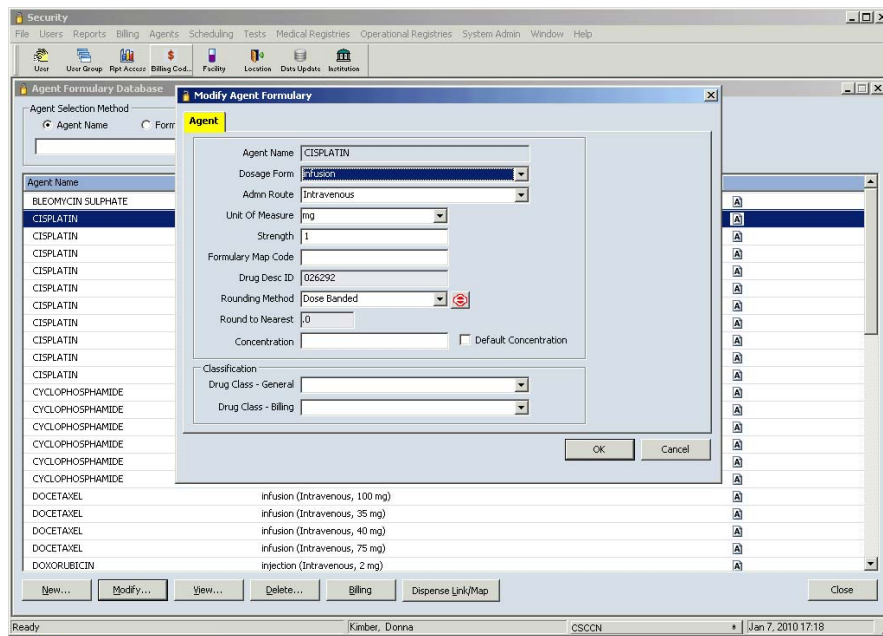 Security
File Users Reports Billing Agents Scheduling Tests Medical Registries Operational Registries System Admin Window Help
User User Group Rpt Access Billing Cod... Facility Location Data Update Institution
Agent Formulary Database
Agent Selection Method
Agent Name Form
Modify Agent Formulary
Agent
Agent Name CISPLATIN
Dosage Form infusion
Admn Route Intravenous
Unit Of Measure mg
Strength 1
Formulary Map Code
Drug Desc ID 026292
Rounding Method Dose Banded
Round to Nearest .0
Concentration Default Concentration
Classification
Drug Class - General
Drug Class - Billing
OK Cancel
Agent Name
BLEOMYCIN SULPHATE A
CISPLATIN A
CISPLATIN A
CISPLATIN A
CISPLATIN A
CISPLATIN A
CISPLATIN A
CISPLATIN A
CISPLATIN A
CISPLATIN A
CISPLATIN A
CYCLOPHOSPHAMIDE A
CYCLOPHOSPHAMIDE A
CYCLOPHOSPHAMIDE A
CYCLOPHOSPHAMIDE A
CYCLOPHOSPHAMIDE A
CYCLOPHOSPHAMIDE A
DOCETAXEL infusion (Intravenous, 100 mg) A
DOCETAXEL infusion (Intravenous, 35 mg) A
DOCETAXEL infusion (Intravenous, 40 mg) A
DOCETAXEL infusion (Intravenous, 75 mg) A
DOXORUBICIN injection (Intravenous, 2 mg) A
New... Modify... View... Delete... Billing Dispense Link/Map Close
Ready Kimber, Donna CSCCN * Jan 7, 2010 17:18